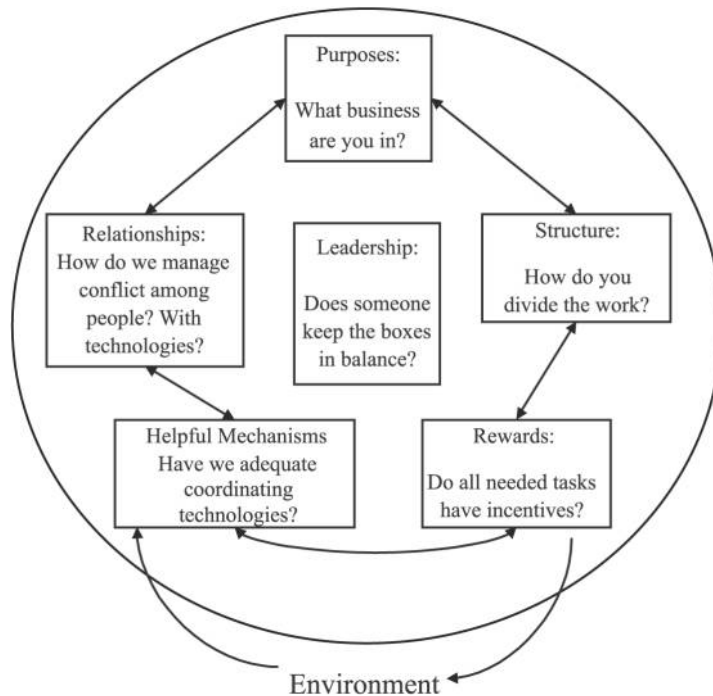 Purposes:
What business
are you in?
Relationships:
How do we manage
conflict among
people? With
technologies?
Leadership:
Does someone
keep the boxes
in balance?
Structure:
How do you
divide the work?
Helpful Mechanisms
Have we adequate
coordinating
technologies?
Rewards:
Do all needed tasks
have incentives?
Environment